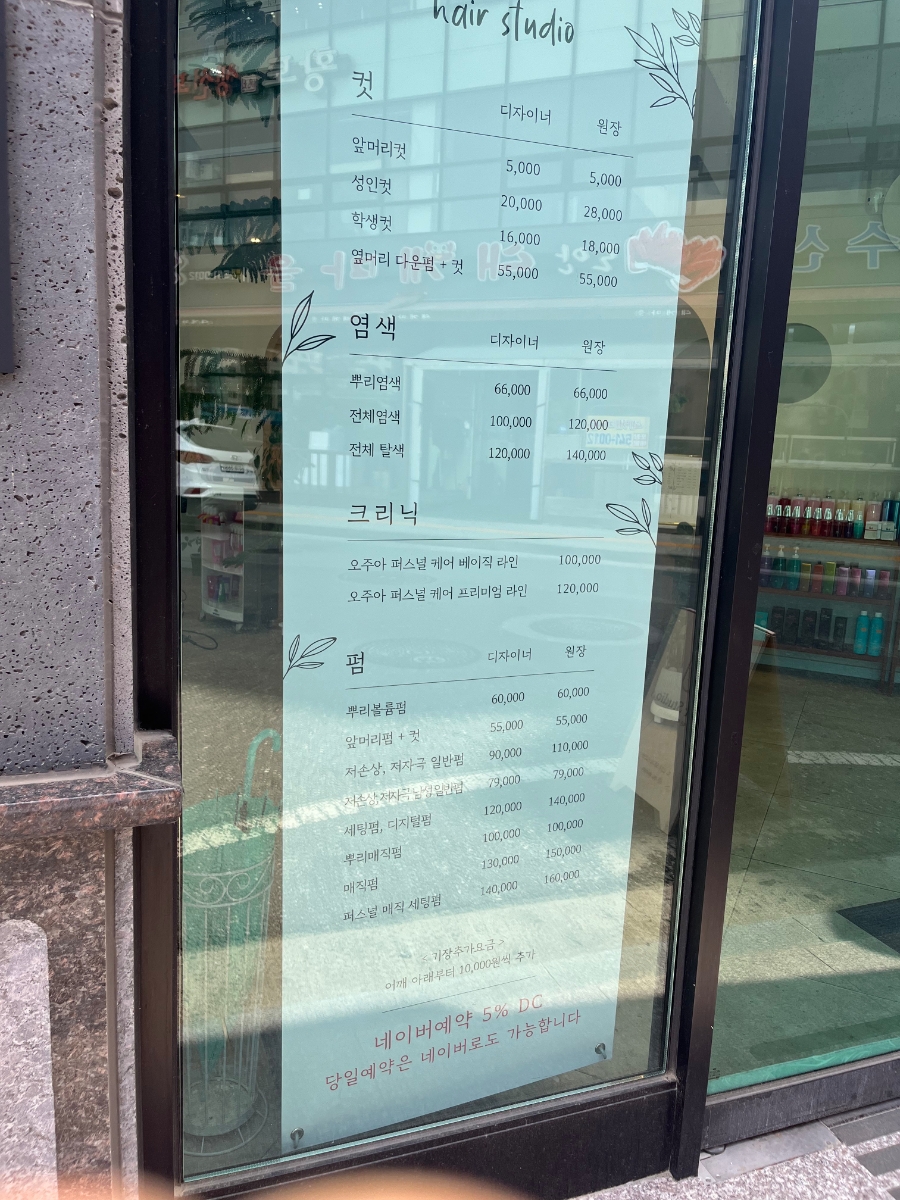 hair studio
컷
디자이너 원장
앞머리컷 5,000 5,000
성인컷 20,000 28,000
학생컷 16,000 18,000
옆머리 다운펌 + 컷 55,000 55,000
염색
디자이너 원장
뿌리염색 66,000 66,000
전체염색 100,000 120,000
전체 탈색 120,000 140,000
크리닉
오주아 퍼스널 케어 베이직 라인 100,000
오주아 퍼스널 케어 프리미엄 라인 120,000
펌
디자이너 원장
뿌리볼륨펌 60,000 60,000
앞머리펌 + 컷 55,000 55,000
저손상, 저자극 일반펌 90,000 110,000
저손상,저자극 남성일반펌 79,000 79,000
세팅펌, 디지털펌 120,000 140,000
뿌리매직펌 100,000 100,000
매직펌 130,000 150,000
퍼스널 매직 세팅펌 140,000 160,000
<기장추가요금>
어깨 아래부터 10,000원씩 추가
네이버예약 5% DC
당일예약은 네이버로도 가능합니다